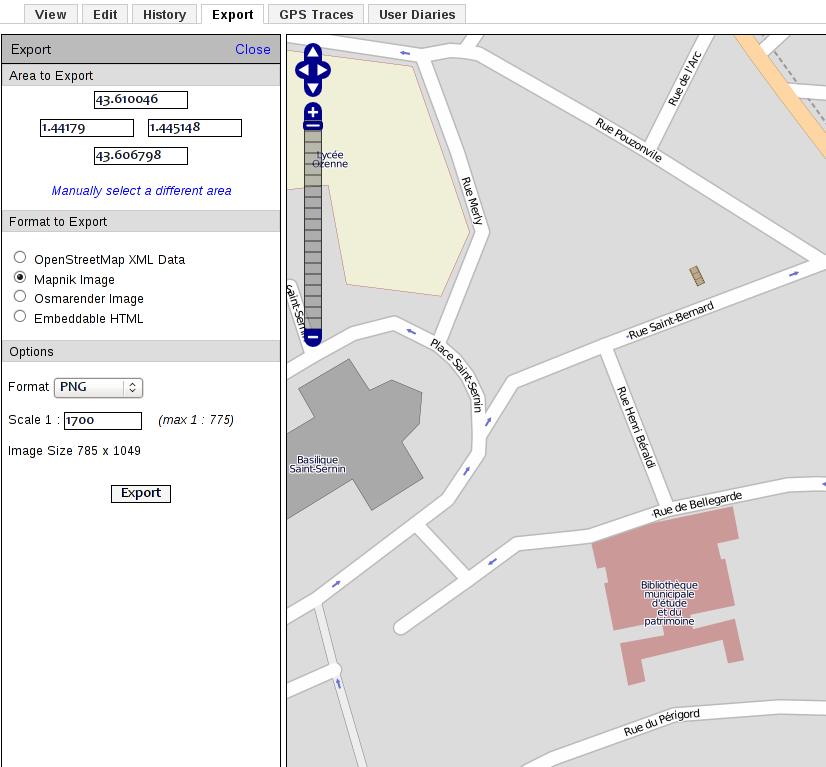 View Edit History Export GPS Traces User Diaries
Export Close
Area to Export
43.610046
1.44179 1.445148
43.606798
Manually select a different area
Format to Export
OpenStreetMap XML Data
Mapnik Image
Osmarender Image
Embeddable HTML
Options
Format PNG
Scale 1 : 1700 (max 1 : 775)
Image Size 785 x 1049
Export
Rue de l'Arc
Rue Pouzonvile
Lycée
Ozenne
Rue Merly
Saint-Sernin
Rue Saint-Bernard
Place Saint-Sernin
Rue Henri Béraldi
Basilique
Saint-Sernin
Rue de Bellegarde
Bibliothèque
municipale
d'étude
et du
patrimoine
Rue du Périgord